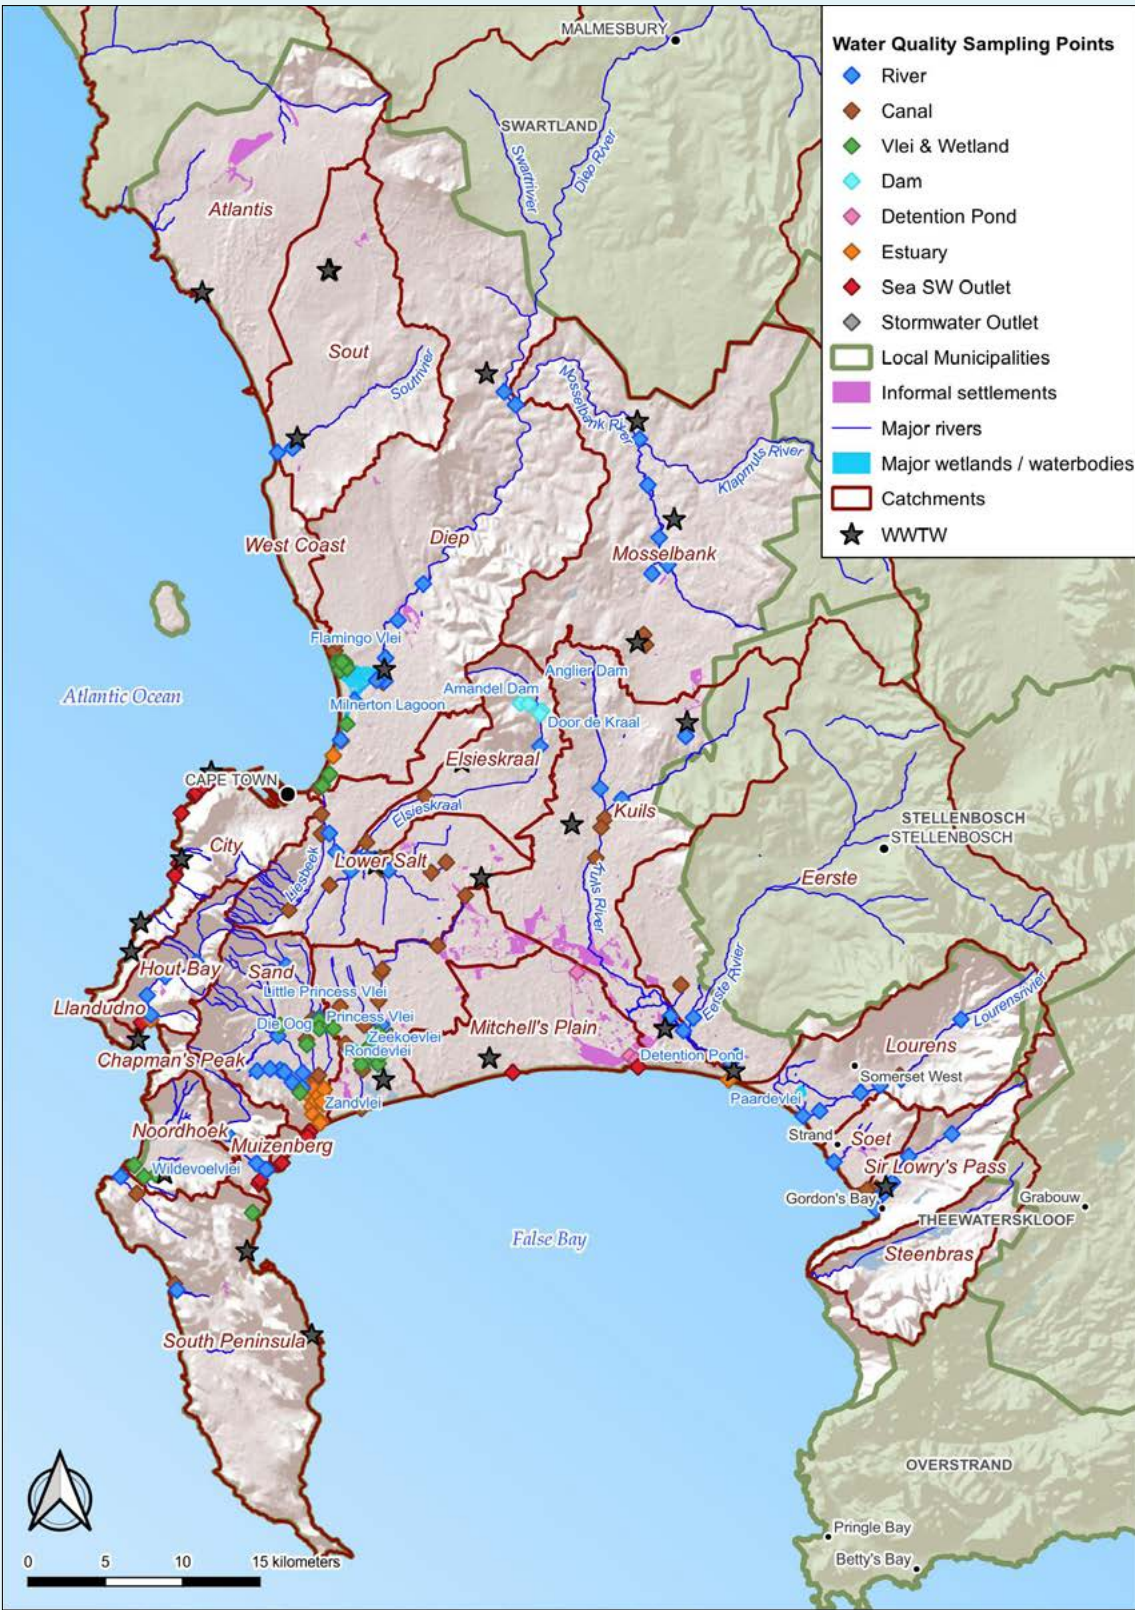 MALMESBURY
Water Quality Sampling Points
River
Canal
Vlei & Wetland
Dam
Detention Pond
Estuary
Sea SW Outlet
Stormwater Outlet
Local Municipalities
Informal settlements
Major rivers
Major wetlands / waterbodies
Catchments
WWTW
SWARTLAND
Swartrivier
Diep River
Atlantis
Sout
Soutrivier
Mosselbank River
Klapmuts River
West Coast
Diep
Mosselbank
Flamingo Vlei
Atlantic Ocean
Milnerton Lagoon
Amandel Dam
Anglier Dam
Door de Kraal
Elsieskraal
CAPE TOWN
Elsieskraal
Kuils
City
Liesbeek
Lower Salt
STELLENBOSCH
STELLENBOSCH
Eerste
Kuils River
Hout Bay
Sand
Little Princess Vlei
Llandudno
Die Oog
Princess Vlei
Zeekoevlei
Rondevlei
Mitchell's Plain
Eerste Rivier
Lourensrivier
Chapman's Peak
Detention Pond
Lourens
Somerset West
Zandvlei
Paardevlei
Noordhoek
Muizenberg
Strand
Soet
Wildevoelvlei
Sir Lowry's Pass
Gordon's Bay
Grabouw
THEEWATERSKLOOF
False Bay
Steenbras
South Peninsula
OVERSTRAND
Pringle Bay
Betty's Bay
0 5 10 15 kilometers